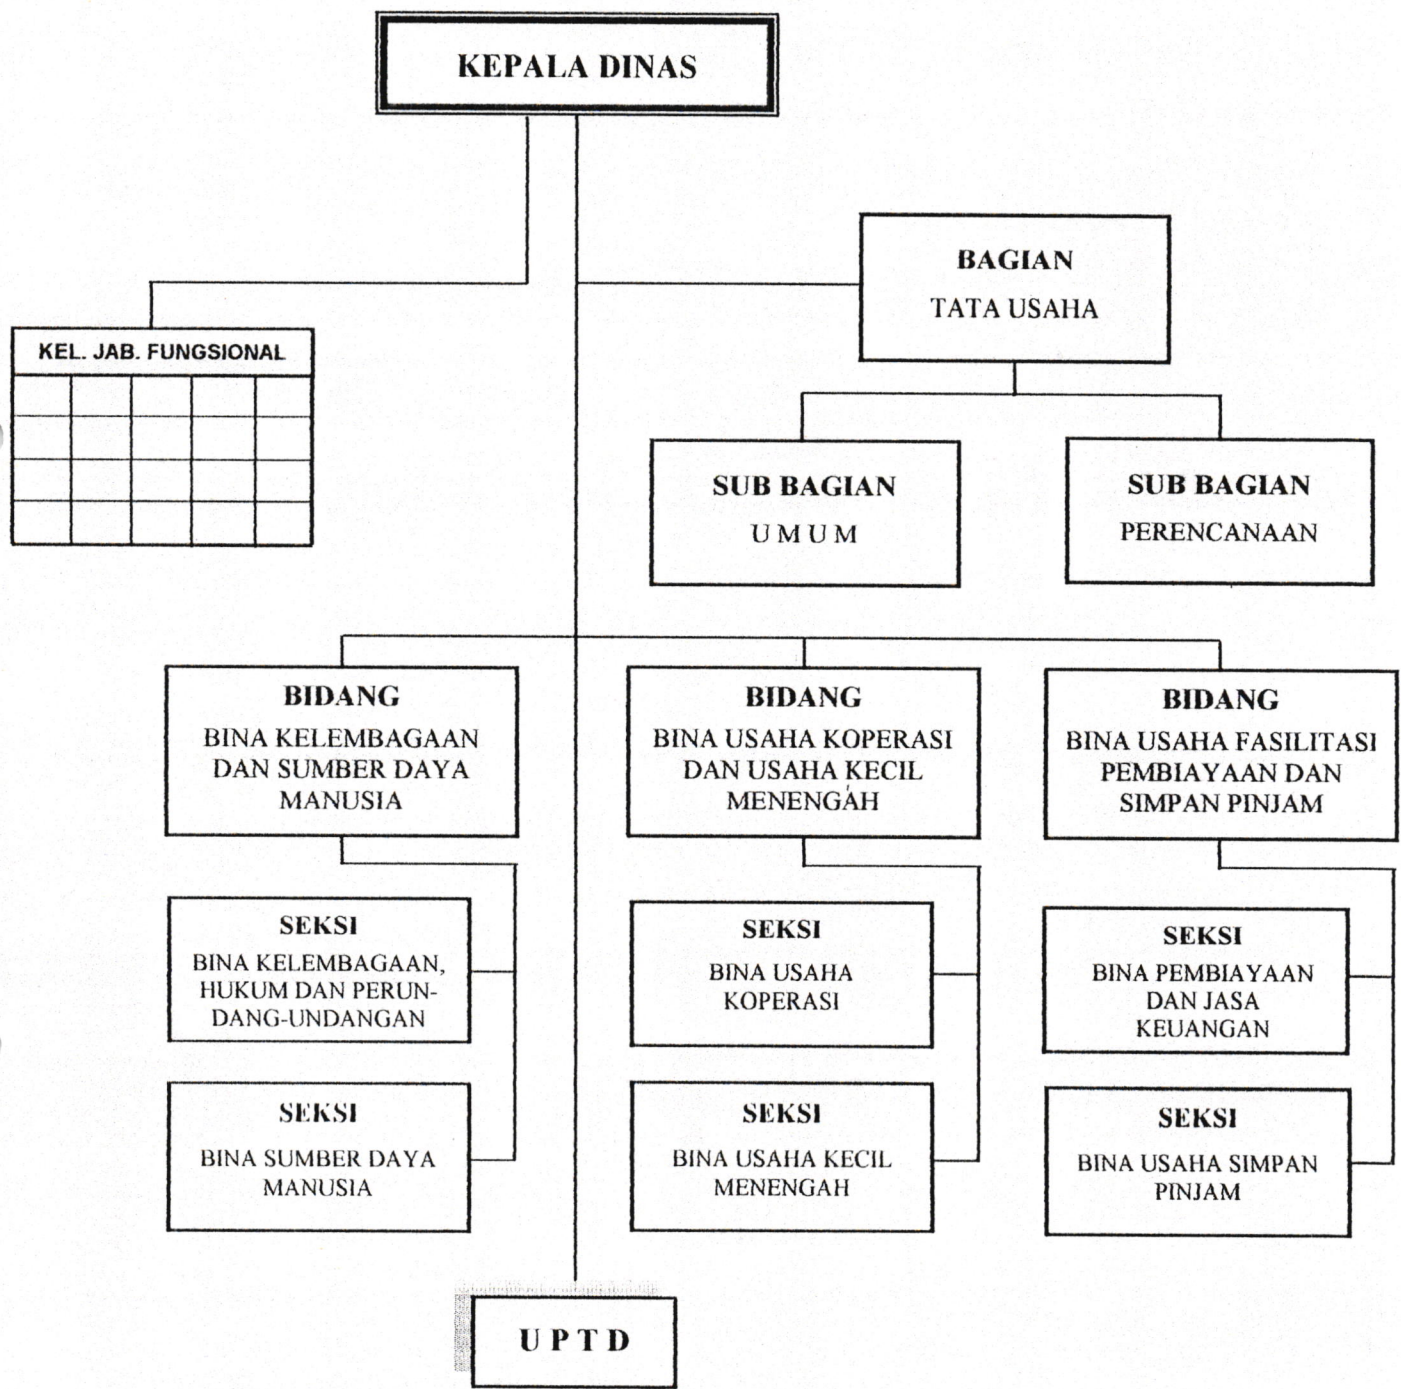 KEPALA DINAS
BAGIAN
TATA USAHA
KEL. JAB. FUNGSIONAL
SUB BAGIAN
U M U M
SUB BAGIAN
PERENCANAAN
BIDANG
BINA KELEMBAGAAN
DAN SUMBER DAYA
MANUSIA
BIDANG
BINA USAHA KOPERASI
DAN USAHA KECIL
MENENGAH
BIDANG
BINA USAHA FASILITASI
PEMBIAYAAN DAN
SIMPAN PINJAM
SEKSI
BINA KELEMBAGAAN,
HUKUM DAN PERUN-
DANG-UNDANGAN
SEKSI
BINA USAHA
KOPERASI
SEKSI
BINA PEMBIAYAAN
DAN JASA
KEUANGAN
SEKSI
BINA SUMBER DAYA
MANUSIA
SEKSI
BINA USAHA KECIL
MENENGAH
SEKSI
BINA USAHA SIMPAN
PINJAM
U P T D